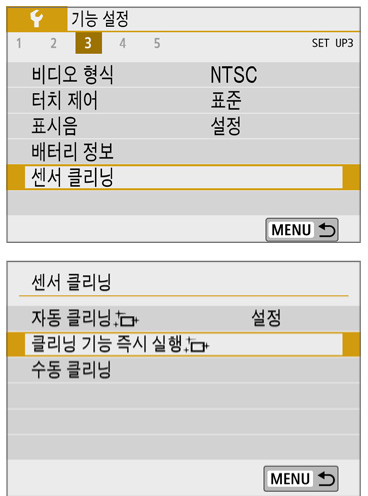 기능 설정
1 2 3 4 5 SET UP3
비디오 형식 NTSC
터치 제어 표준
표시음 설정
배터리 정보
센서 클리닝
MENU
센서 클리닝
자동 클리닝 설정
클리닝 기능 즉시 실행
수동 클리닝
MENU